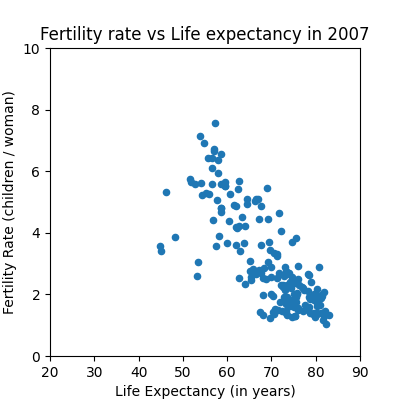 Fertility rate vs Life expectancy in 2007
10
8
6
4
2
0
Fertility Rate (children / woman)
20 30 40 50 60 70 80 90
Life Expectancy (in years)